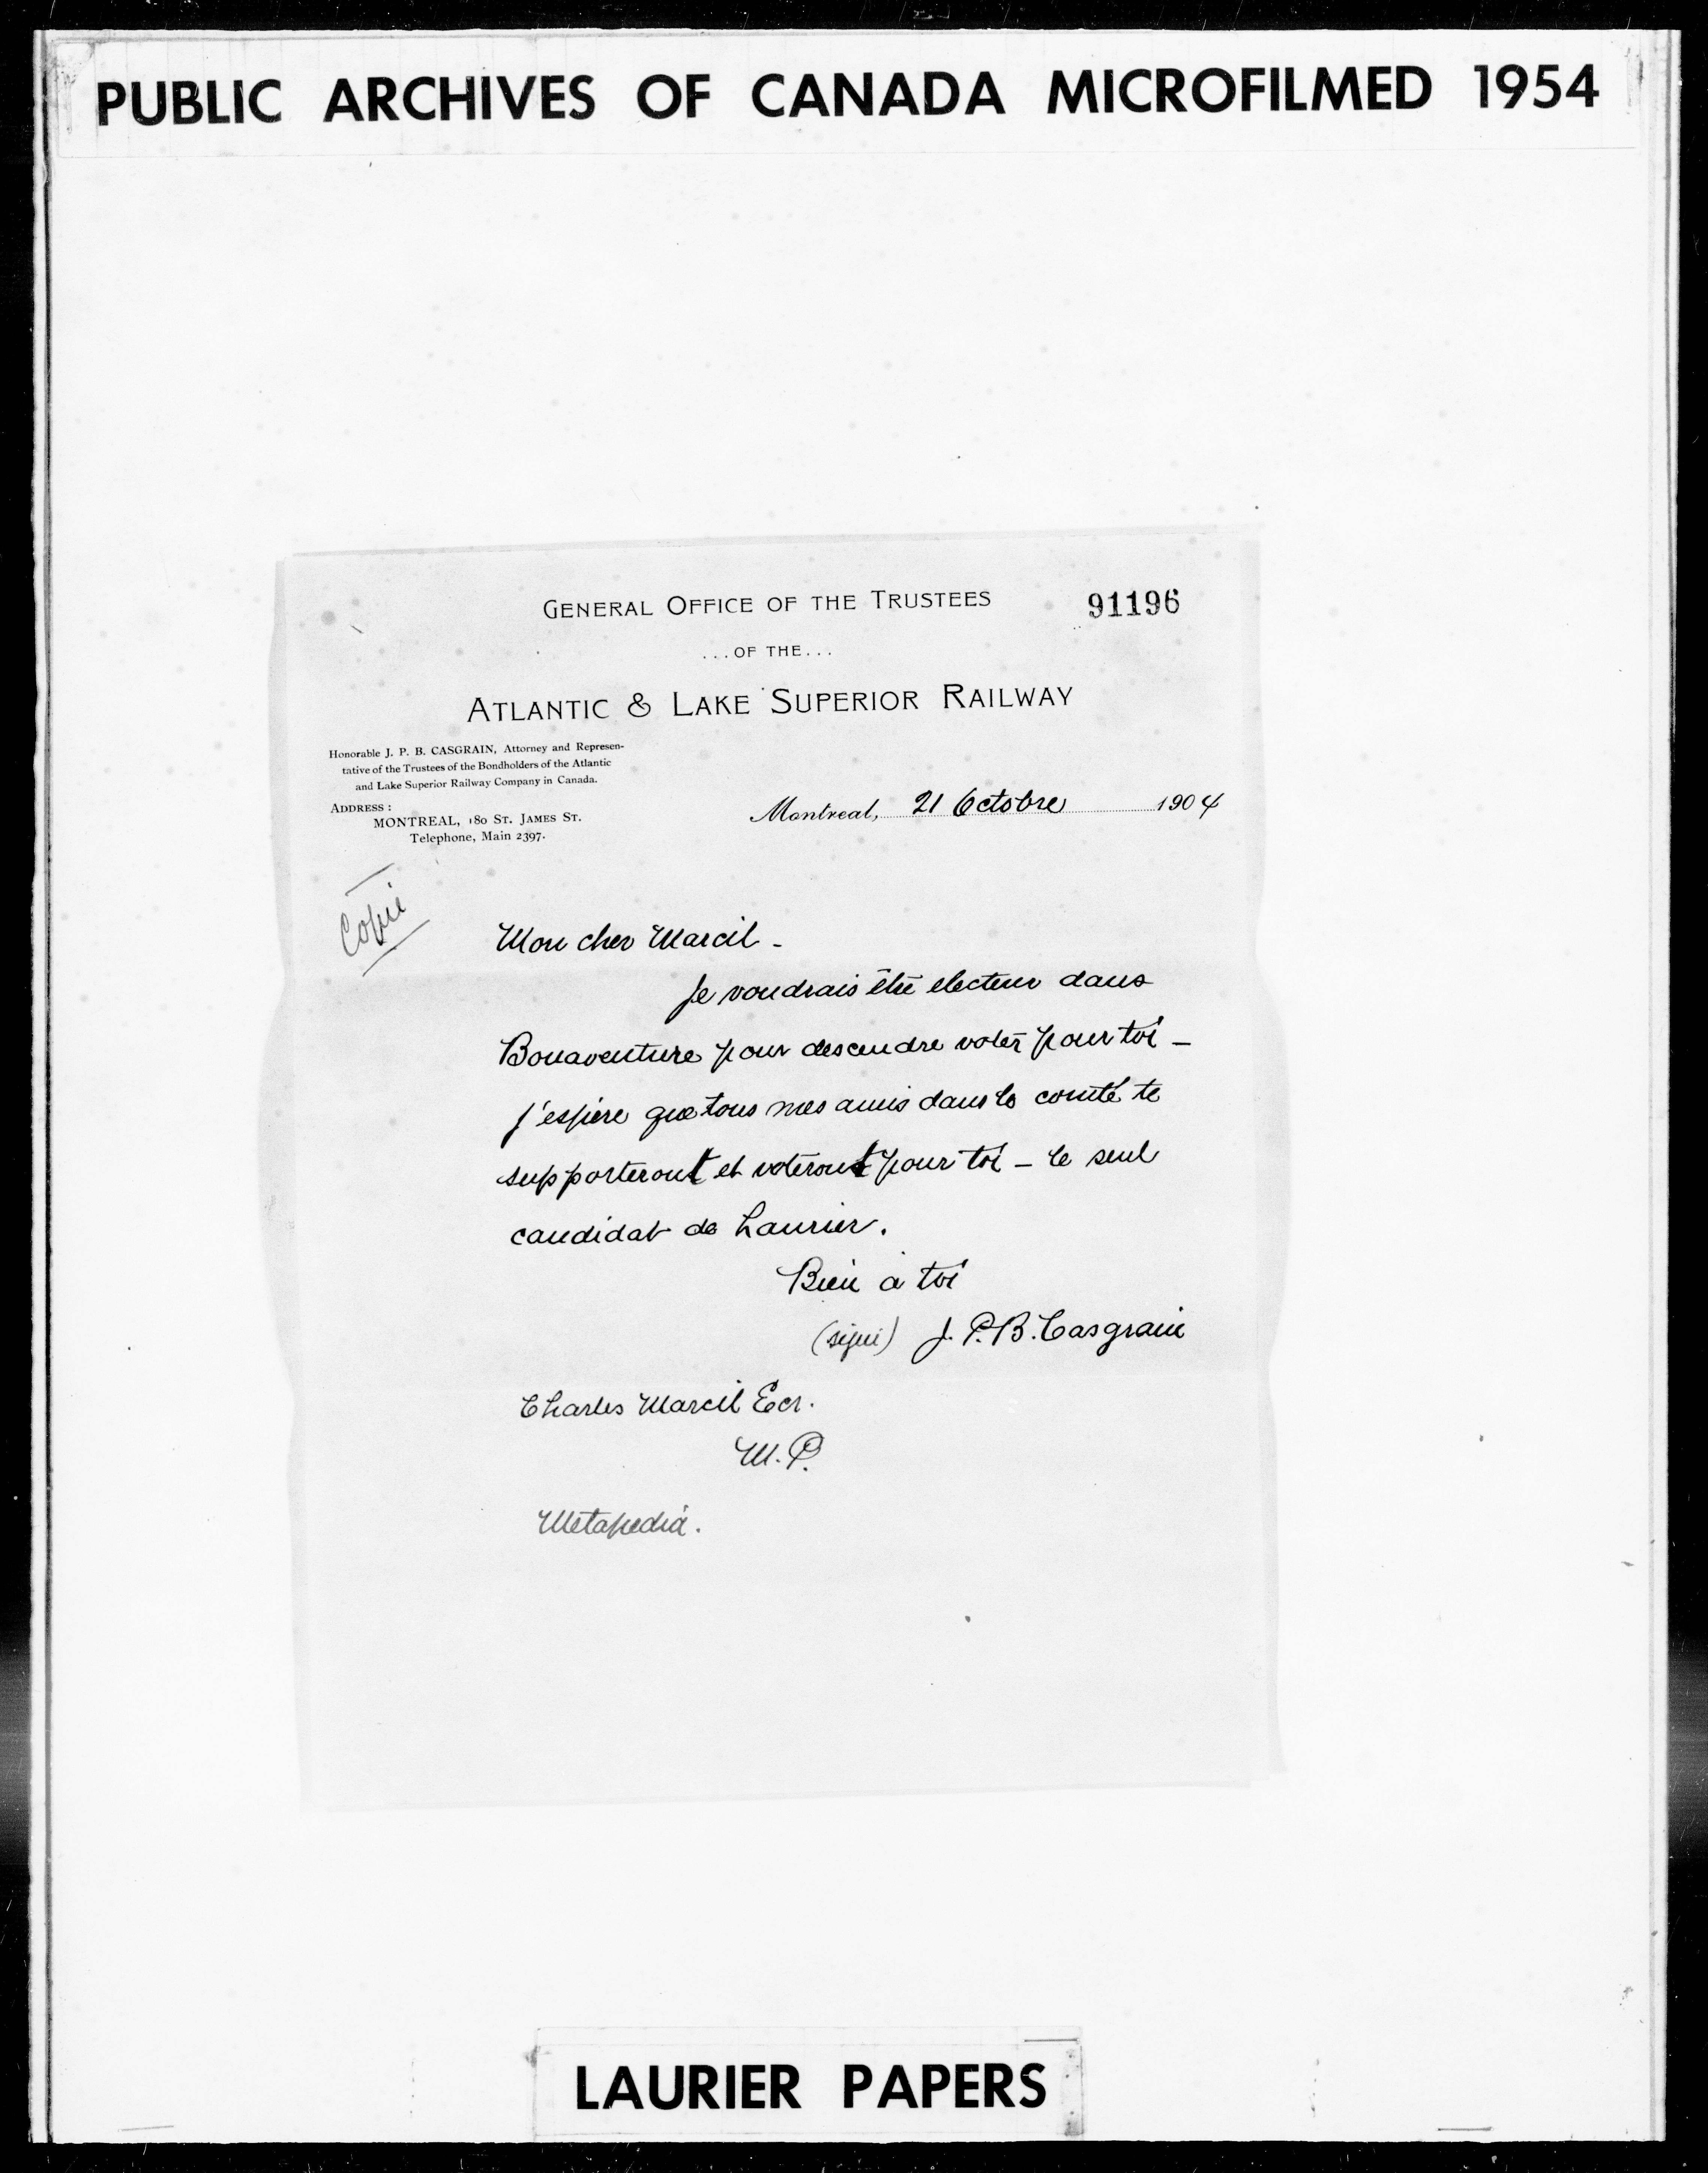 PUBLIC ARCHIVES OF CANADA MICROFILMED 1954
GENERAL OFFICE OF THE TRUSTEES
91196
...OF THE...
ATLANTIC & LAKE SUPERIOR RAILWAY
Honorable J. P. B. CASGRAIN, Attorney and Represen-
tative of the Trustees of the Bondholders of the Atlantic
and Lake Superior Railway Company in Canada.
ADDRESS:
MONTREAL, 180 ST. JAMES ST.
Telephone, Main 2397.
Montreal, 21 Octobre 1904
Copie
Mon cher Marcil -
Je voudrais être electeur dans
Bonaventure pour descendre voter pour toi -
j'espère que tous mes amis dans le comté te
supporteront et voteront pour toi - le seul
candidat de Laurier.
Bien a toi
(signé) J. P. B. Casgrain
Charles Marcil Ecr.
M. P.
Metapedia.
LAURIER PAPERS